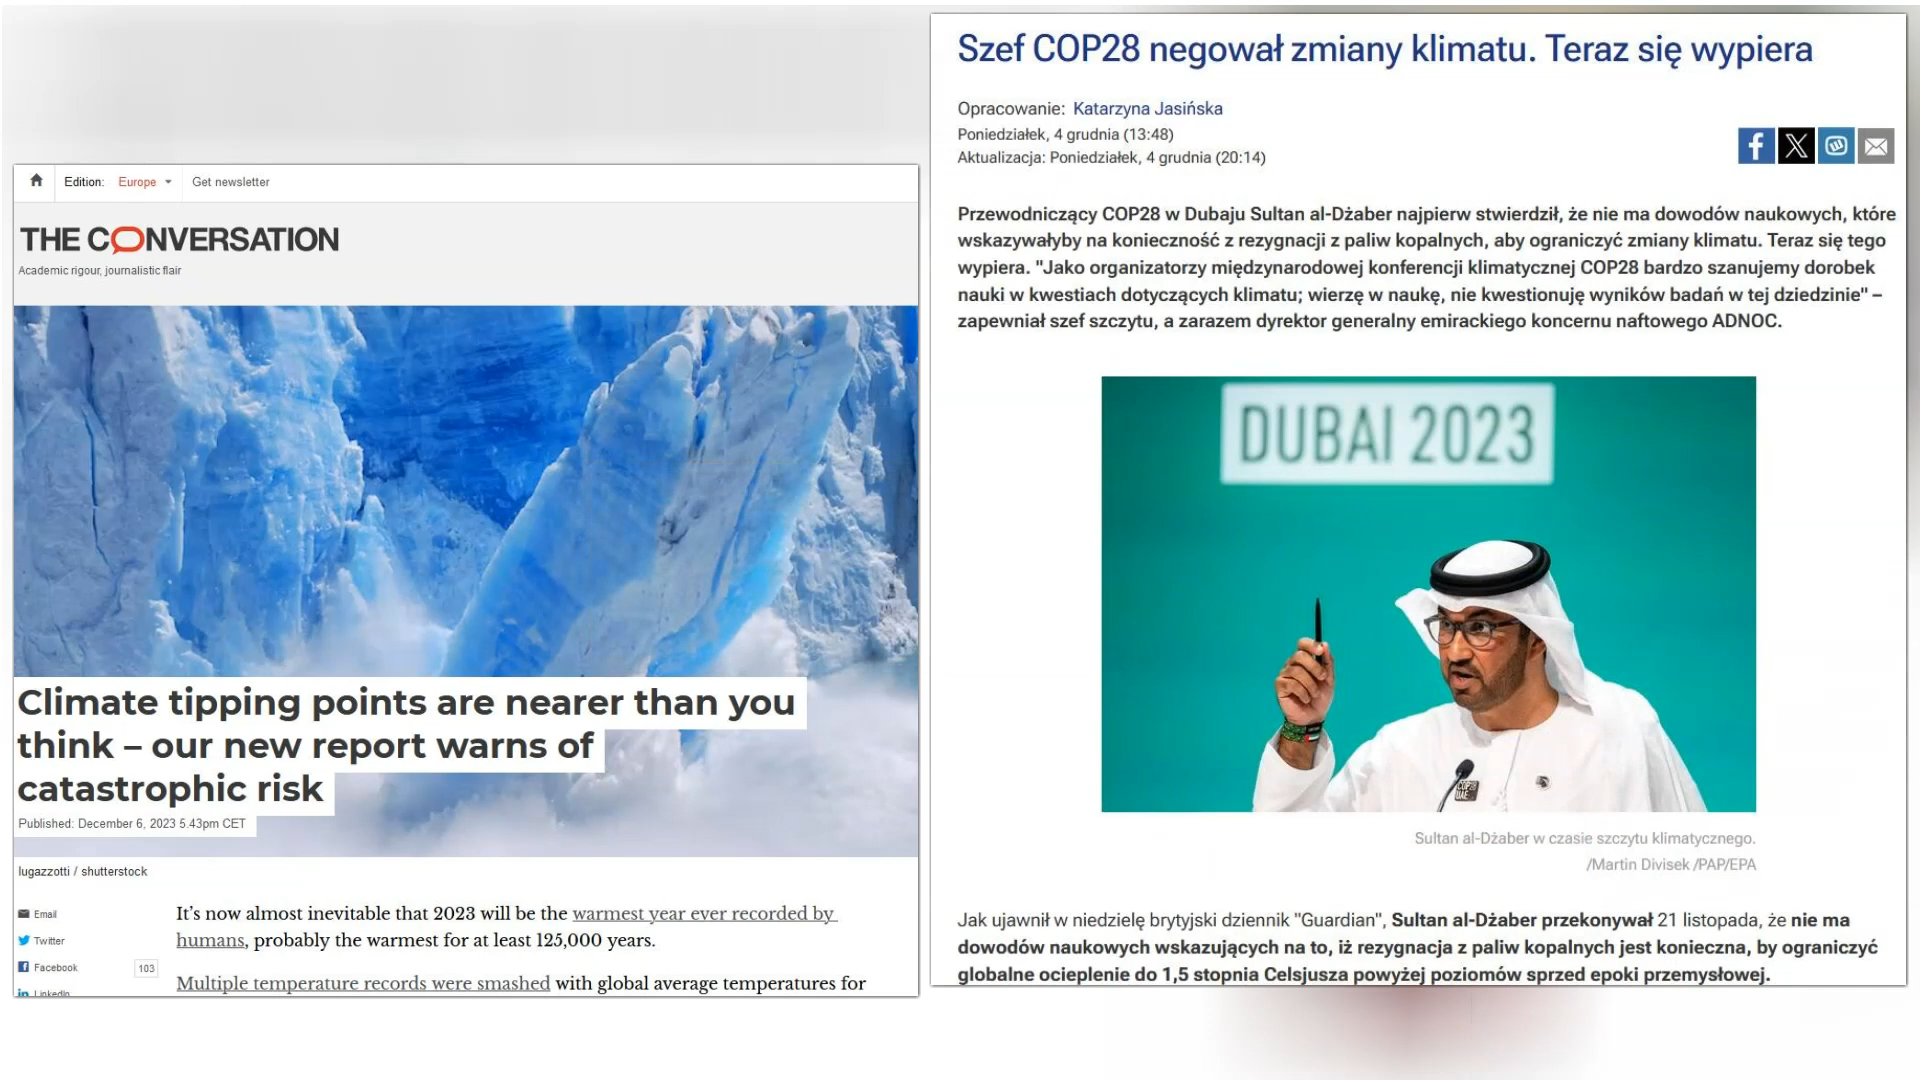 Edition: Europe Get newsletter
THE CONVERSATION
Academic rigour, journalistic flair
Climate tipping points are nearer than you
think – our new report warns of
catastrophic risk
Published: December 6, 2023 5.43pm CET
lugazzotti / shutterstock
Email
Twitter
Facebook 103
LinkedIn
It's now almost inevitable that 2023 will be the warmest year ever recorded by
humans, probably the warmest for at least 125,000 years.
Multiple temperature records were smashed with global average temperatures for
Szef COP28 negował zmiany klimatu. Teraz się wypiera
Opracowanie: Katarzyna Jasińska
Poniedziałek, 4 grudnia (13:48)
Aktualizacja: Poniedziałek, 4 grudnia (20:14)
Przewodniczący COP28 w Dubaju Sultan al-Dżaber najpierw stwierdził, że nie ma dowodów naukowych, które
wskazywałyby na konieczność z rezygnacji z paliw kopalnych, aby ograniczyć zmiany klimatu. Teraz się tego
wypiera. "Jako organizatorzy międzynarodowej konferencji klimatycznej COP28 bardzo szanujemy dorobek
nauki w kwestiach dotyczących klimatu; wierzę w naukę, nie kwestionuję wyników badań w tej dziedzinie" –
zapewniał szef szczytu, a zarazem dyrektor generalny emirackiego koncernu naftowego ADNOC.
DUBAI 2023
COP28
UAE
Sultan al-Dżaber w czasie szczytu klimatycznego.
/Martin Divisek /PAP/EPA
Jak ujawnił w niedzielę brytyjski dziennik "Guardian", Sultan al-Dżaber przekonywał 21 listopada, że nie ma
dowodów naukowych wskazujących na to, iż rezygnacja z paliw kopalnych jest konieczna, by ograniczyć
globalne ocieplenie do 1,5 stopnia Celsjusza powyżej poziomów sprzed epoki przemysłowej.